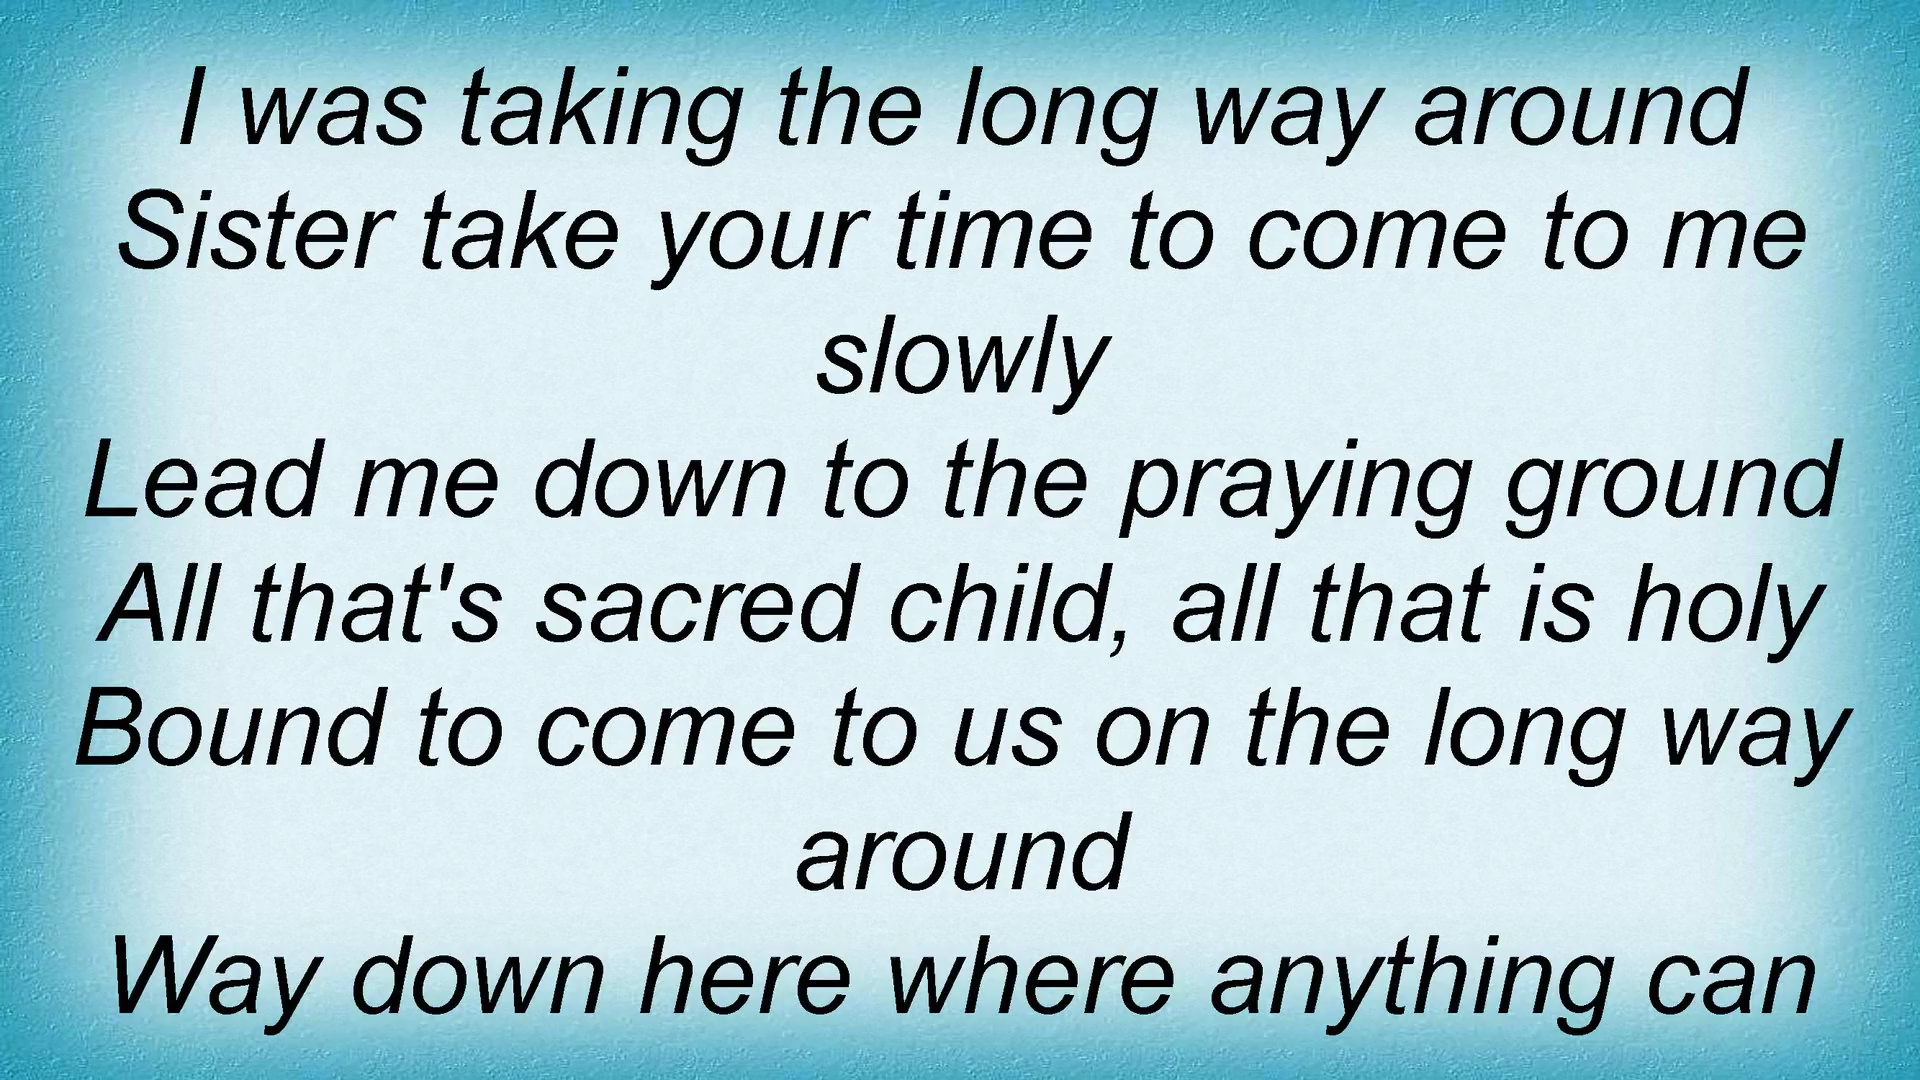 I was taking the long way around
Sister take your time to come to me
slowly
Lead me down to the praying ground
All that's sacred child, all that is holy
Bound to come to us on the long way
around
Way down here where anything can